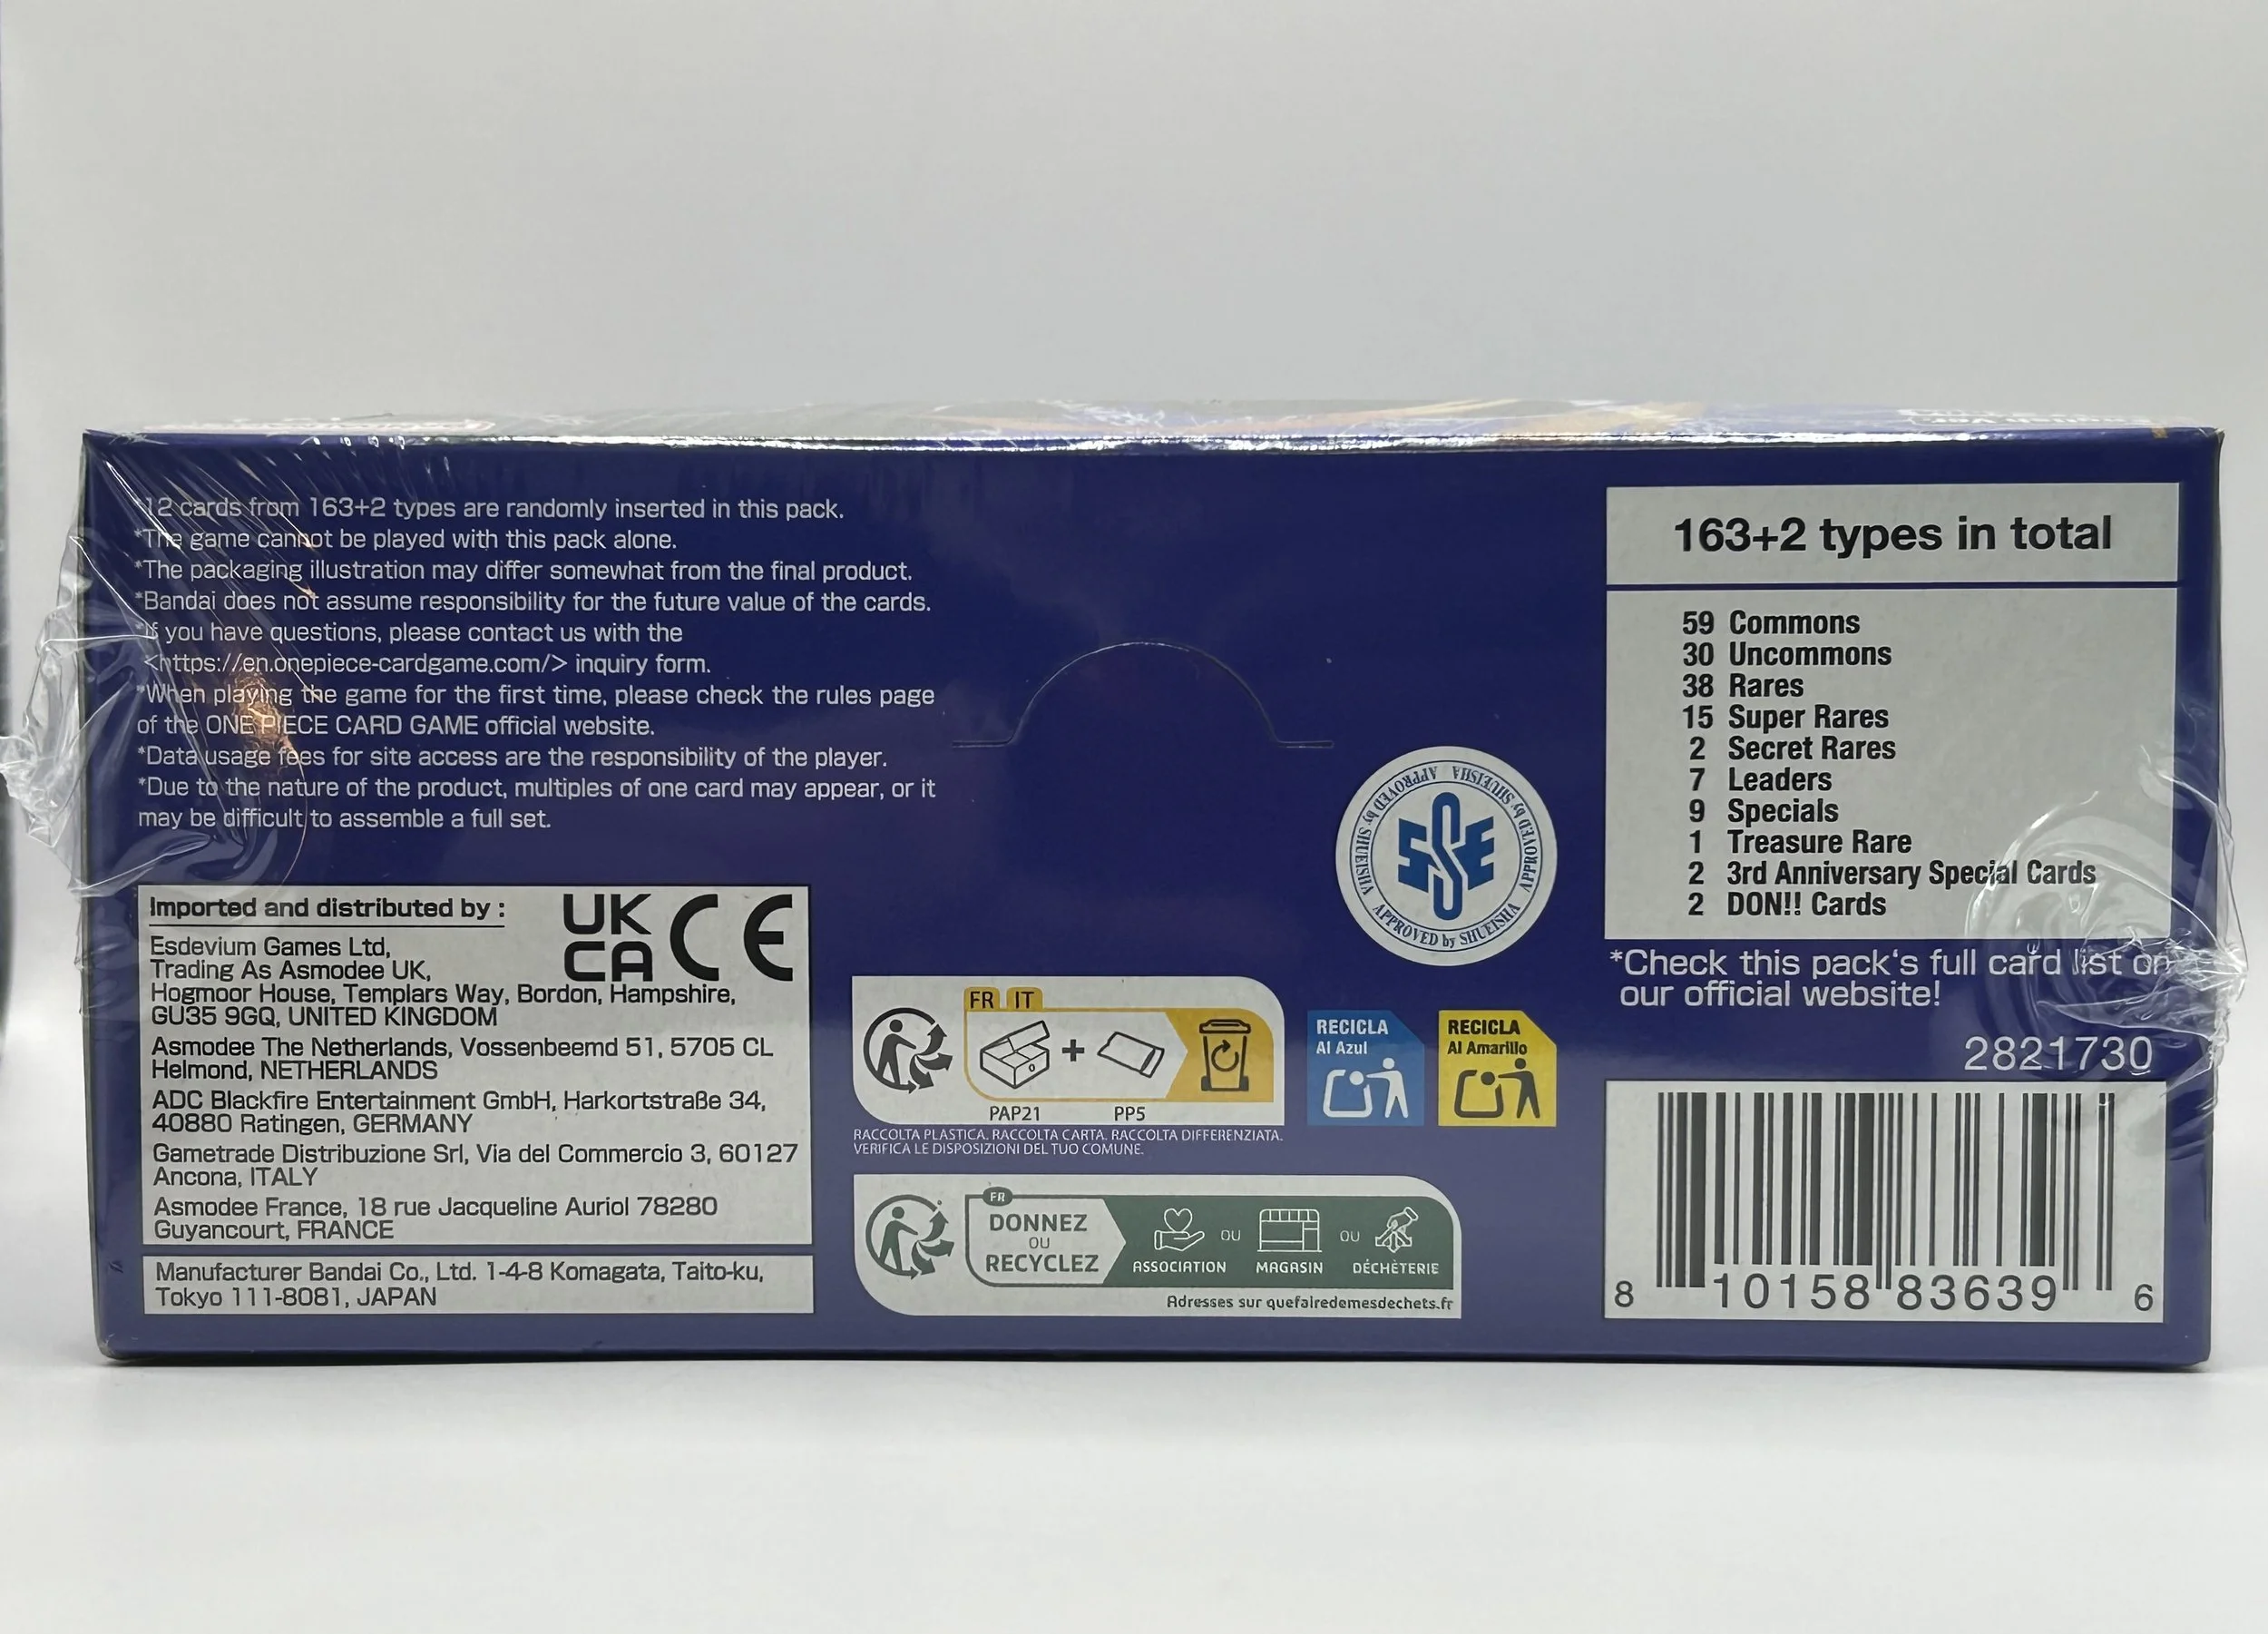 *12 cards from 163+2 types are randomly inserted in this pack.
*The game cannot be played with this pack alone.
*The packaging illustration may differ somewhat from the final product.
*Bandai does not assume responsibility for the future value of the cards.
*If you have questions, please contact us with the
<https://en.onepiece-cardgame.com/> inquiry form.
*When playing the game for the first time, please check the rules page
of the ONE PIECE CARD GAME official website.
*Data usage fees for site access are the responsibility of the player.
*Due to the nature of the product, multiples of one card may appear, or it
may be difficult to assemble a full set.
Imported and distributed by :
UK
CA CE
Esdevium Games Ltd,
Trading As Asmodee UK,
Hogmoor House, Templars Way, Bordon, Hampshire,
GU35 9GQ, UNITED KINGDOM
Asmodee The Netherlands, Vossenbeemd 51, 5705 CL
Helmond, NETHERLANDS
ADC Blackfire Entertainment GmbH, Harkortstraße 34,
40880 Ratingen, GERMANY
Gametrade Distribuzione Srl, Via del Commercio 3, 60127
Ancona, ITALY
Asmodee France, 18 rue Jacqueline Auriol 78280
Guyancourt, FRANCE
Manufacturer Bandai Co., Ltd. 1-4-8 Komagata, Taito-ku,
Tokyo 111-8081, JAPAN
APPROVED by SHUEISHA APPROVED by SHUEISHA APPROVED by SHUEISHA
SSE
FR IT
+
PAP21 PP5
RACCOLTA PLASTICA. RACCOLTA CARTA. RACCOLTA DIFFERENZIATA.
VERIFICA LE DISPOSIZIONI DEL TUO COMUNE.
RECICLA
Al Azul
RECICLA
Al Amarillo
FR
DONNEZ
OU
RECYCLEZ
ASSOCIATION OU MAGASIN OU DÉCHÈTERIE
Adresses sur quefairedemesdechets.fr
163+2 types in total
59 Commons
30 Uncommons
38 Rares
15 Super Rares
2 Secret Rares
7 Leaders
9 Specials
1 Treasure Rare
2 3rd Anniversary Special Cards
2 DON!! Cards
*Check this pack's full card list on
our official website!
2821730
8 10158 83639 6